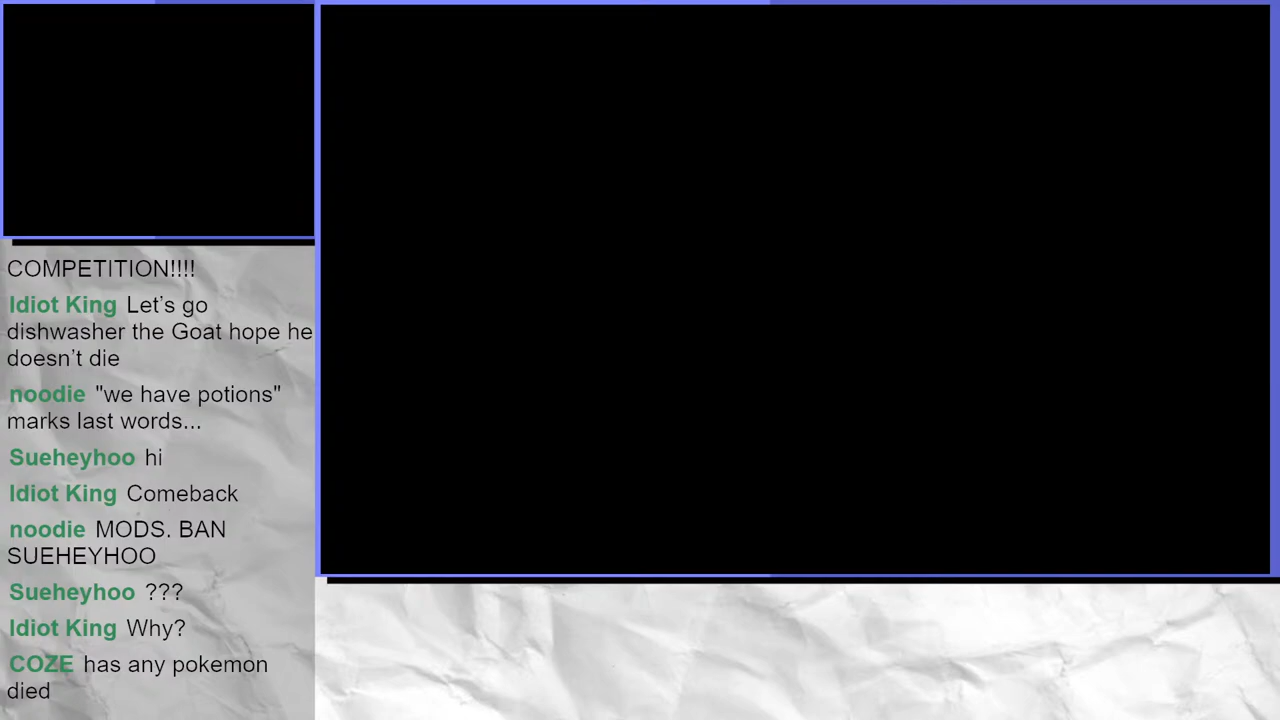 COMPETITION!!!!
Idiot King Let's go
dishwasher the Goat hope he
doesn't die
noodie "we have potions"
marks last words...
Sueheyhoo hi
Idiot King Comeback
noodie MODS. BAN
SUEHEYHOO
Sueheyhoo ???
Idiot King Why?
COZE has any pokemon
died